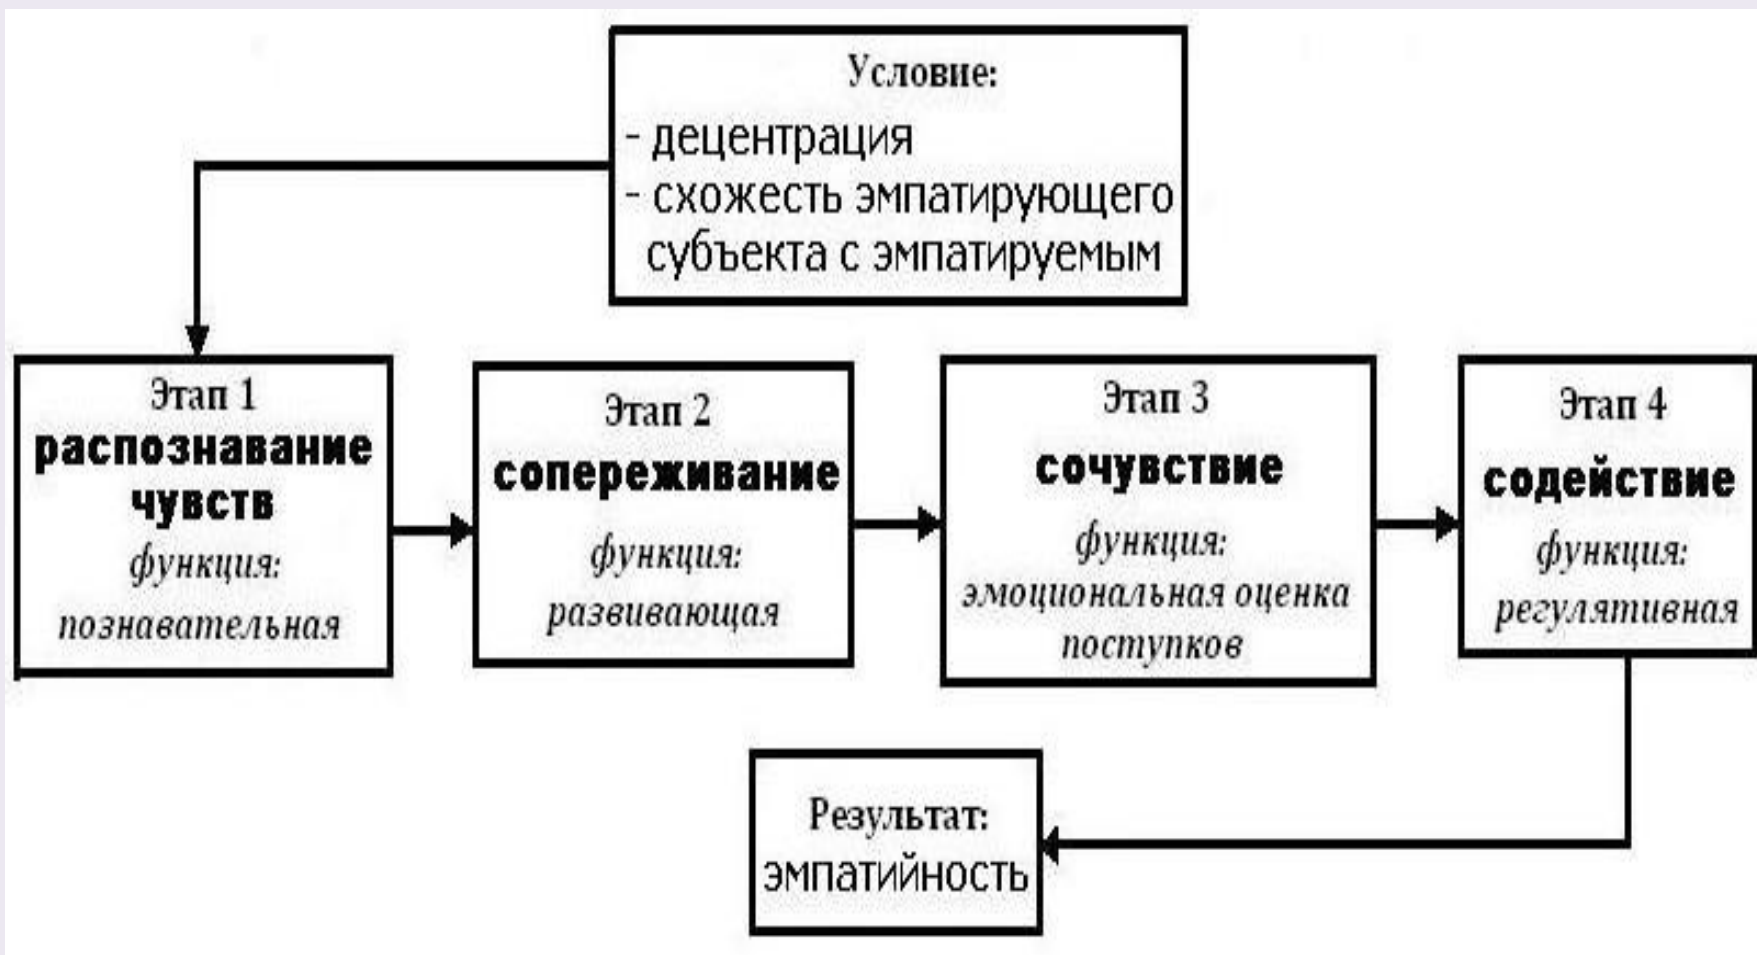 Условие:
- децентрация
- схожесть эмпатирующего
субъекта с эмпатируемым
Этап 1
распознавание
чувств
функция:
познавательная
Этап 2
сопереживание
функция:
развивающая
Этап 3
сочувствие
функция:
эмоциональная оценка
поступков
Этап 4
содействие
функция:
регулятивная
Результат:
эмпатийность